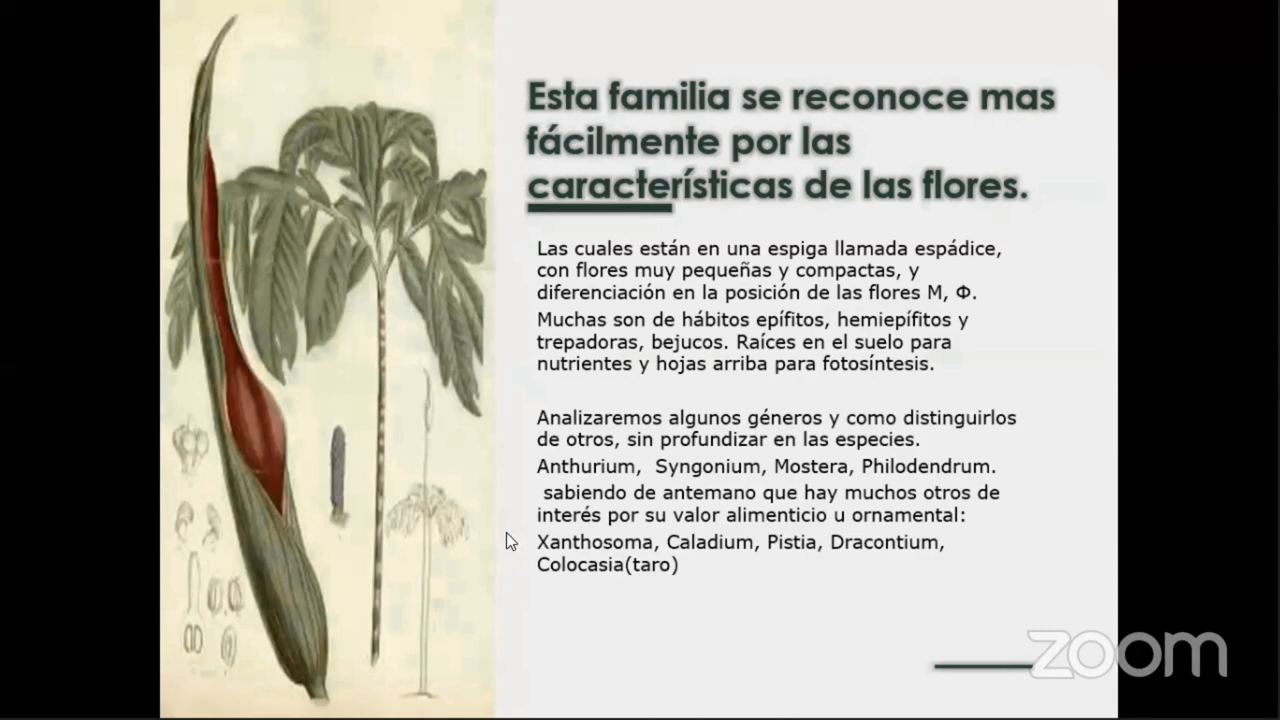 Esta familia se reconoce mas
fácilmente por las
características de las flores.
Las cuales están en una espiga llamada espádice,
con flores muy pequeñas y compactas, y
diferenciación en la posición de las flores M, Φ.
Muchas son de hábitos epífitos, hemiepífitos y
trepadoras, bejucos. Raíces en el suelo para
nutrientes y hojas arriba para fotosíntesis.
Analizaremos algunos géneros y como distinguirlos
de otros, sin profundizar en las especies.
Anthurium,  Syngonium, Mostera, Philodendrum.
sabiendo de antemano que hay muchos otros de
interés por su valor alimenticio u ornamental:
Xanthosoma, Caladium, Pistia, Dracontium,
Colocasia(taro)
zoom